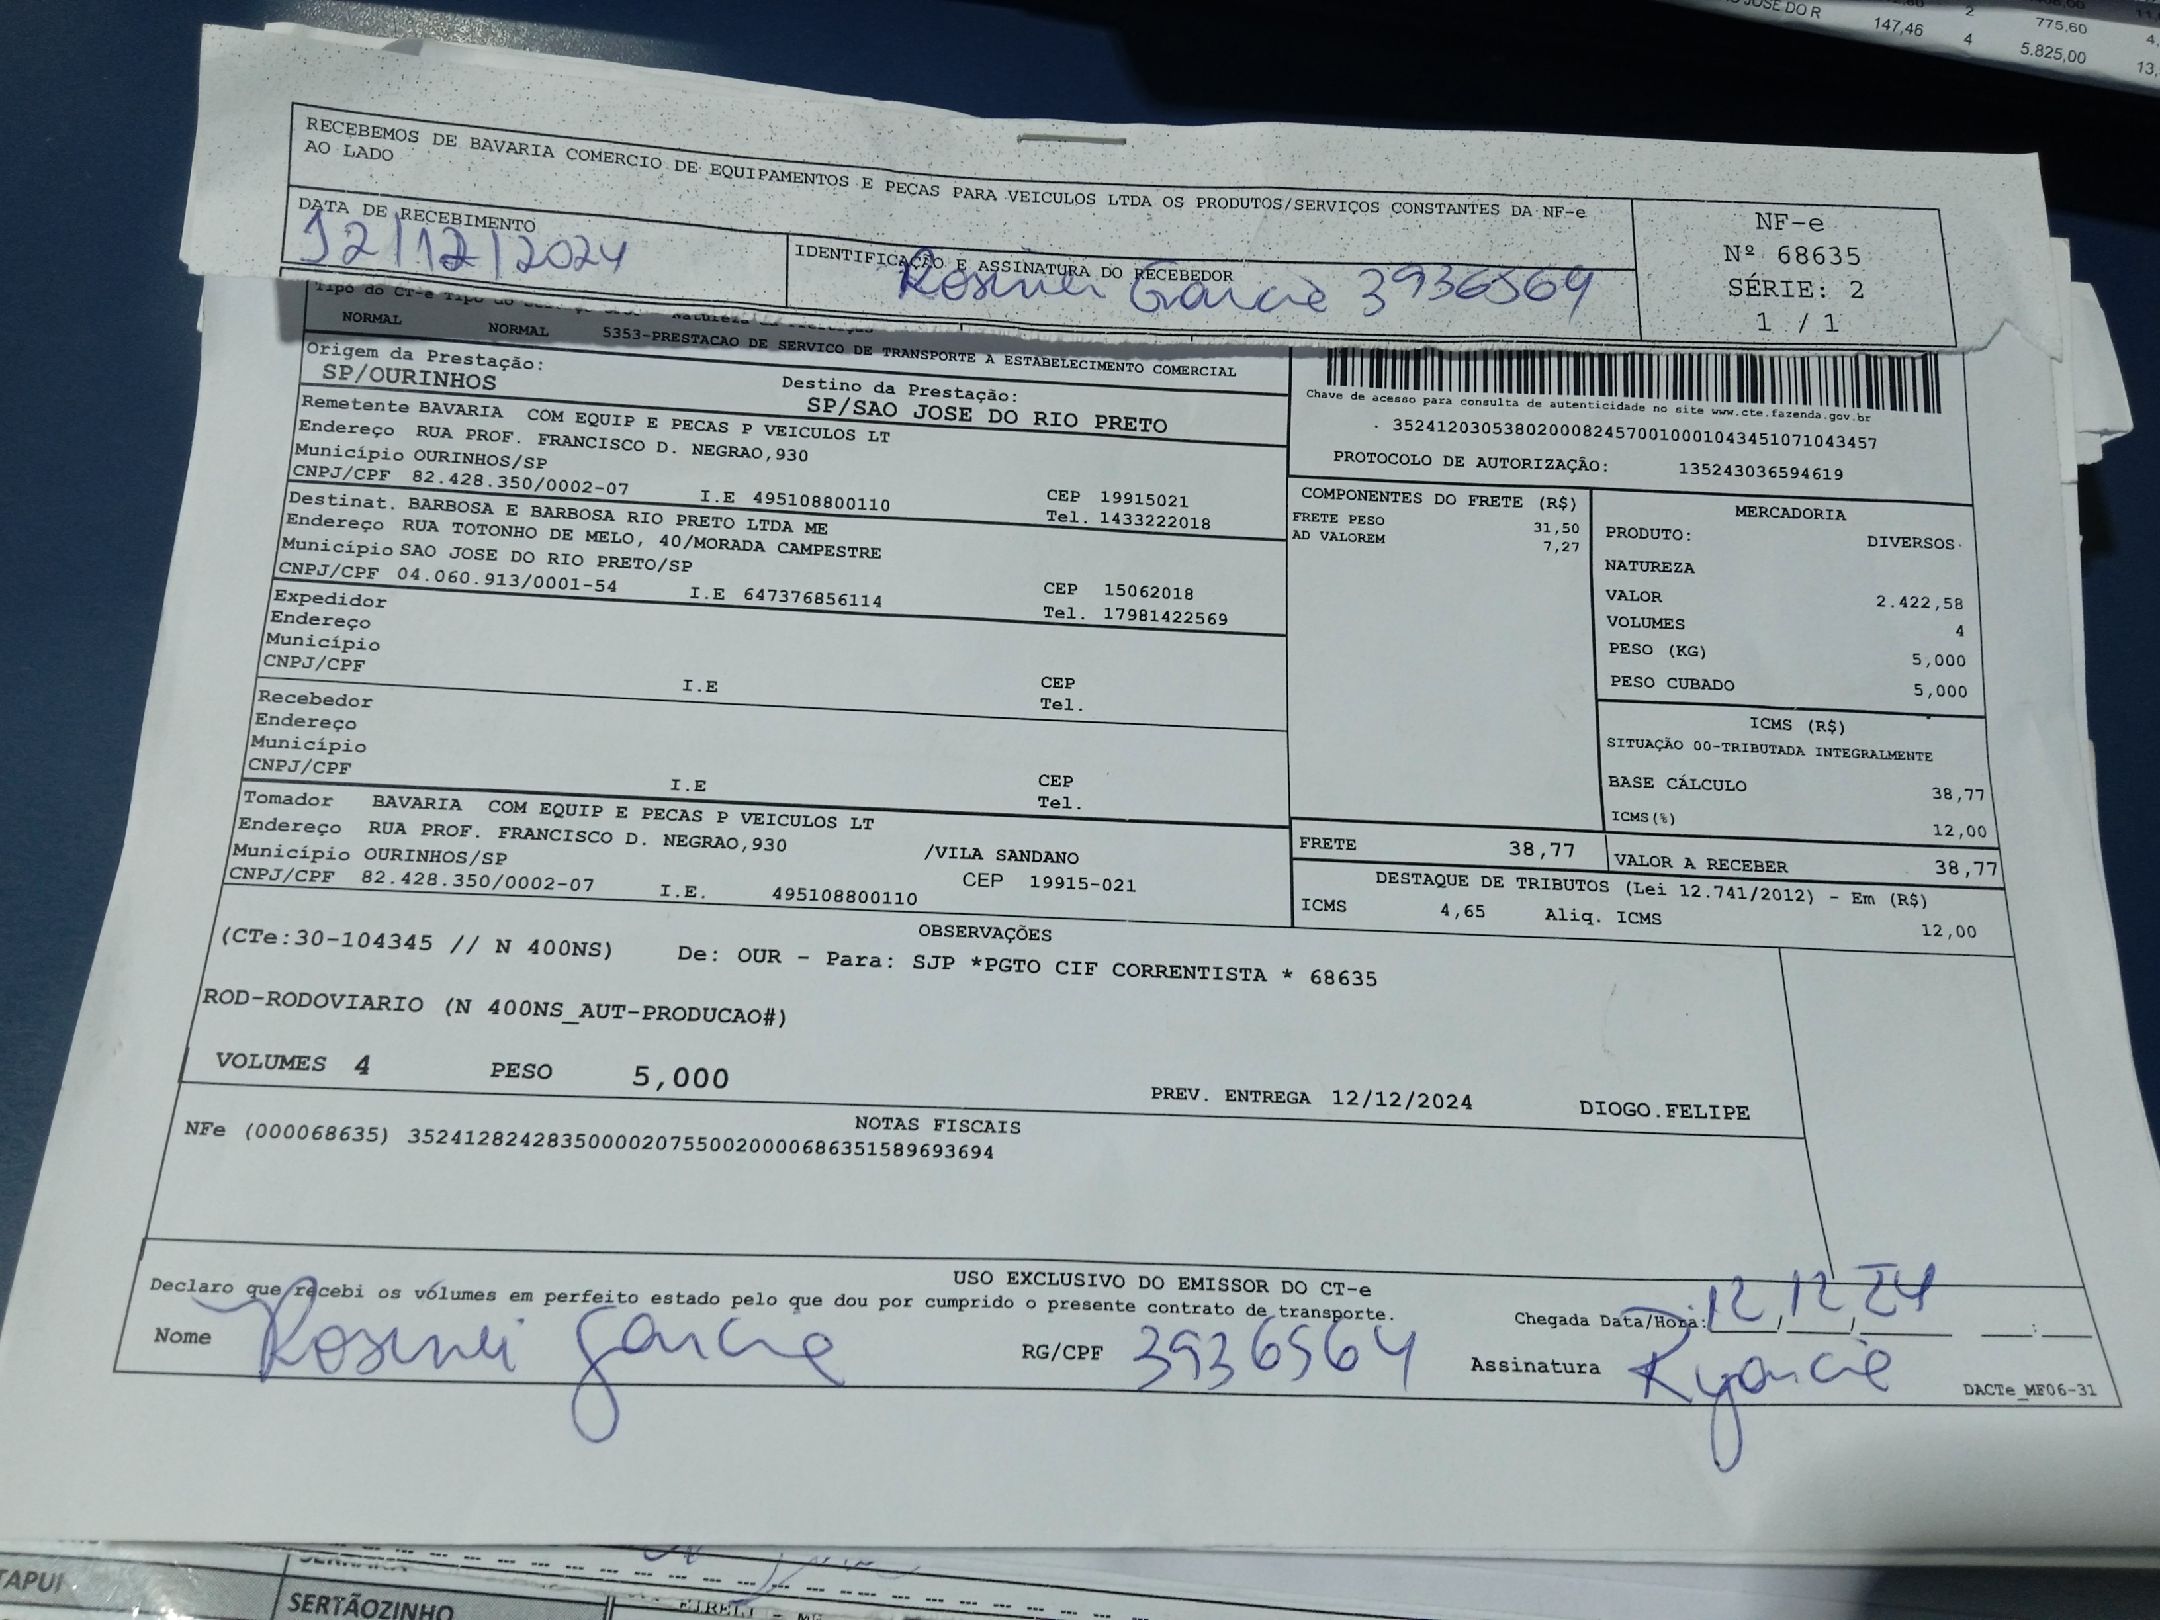 JOSE DO R 147,46 2 775,60
4 5.825,00 13,
RECEBEMOS DE BAVARIA COMERCIO DE EQUIPAMENTOS E PEÇAS PARA VEICULOS LTDA OS PRODUTOS/SERVIÇOS CONSTANTES DA NF-e
AO LADO
DATA DE RECEBIMENTO
12/12/2024
IDENTIFICAÇÃO E ASSINATURA DO RECEBEDOR
Rosinei Garcia 3936564
NF-e
Nº 68635
SÉRIE: 2
1 / 1
Tipo do CT-e
NORMAL NORMAL 5353-PRESTACAO DE SERVICO DE TRANSPORTE A ESTABELECIMENTO COMERCIAL
Origem da Prestação:
SP/OURINHOS
Destino da Prestação:
SP/SAO JOSE DO RIO PRETO
Chave de acesso para consulta de autenticidade no site www.cte.fazenda.gov.br
35241203053802000824570010001043451071043457
PROTOCOLO DE AUTORIZAÇÃO: 135243036594619
Remetente BAVARIA COM EQUIP E PECAS P VEICULOS LT
Endereço RUA PROF. FRANCISCO D. NEGRAO,930
Município OURINHOS/SP
CNPJ/CPF 82.428.350/0002-07 I.E 495108800110
CEP 19915021
Tel. 1433222018
Destinat. BARBOSA E BARBOSA RIO PRETO LTDA ME
Endereço RUA TOTONHO DE MELO, 40/MORADA CAMPESTRE
Município SAO JOSE DO RIO PRETO/SP
CNPJ/CPF 04.060.913/0001-54 I.E 647376856114
CEP 15062018
Tel. 17981422569
Expedidor
Endereço
Município
CNPJ/CPF
I.E
CEP
Tel.
Recebedor
Endereço
Município
CNPJ/CPF
I.E
CEP
Tel.
Tomador BAVARIA COM EQUIP E PECAS P VEICULOS LT
Endereço RUA PROF. FRANCISCO D. NEGRAO,930 /VILA SANDANO
Município OURINHOS/SP CEP 19915-021
CNPJ/CPF 82.428.350/0002-07 I.E. 495108800110
COMPONENTES DO FRETE (R$)
FRETE PESO 31,50
AD VALOREM 7,27
MERCADORIA
PRODUTO: DIVERSOS
NATUREZA
VALOR 2.422,58
VOLUMES 4
PESO (KG) 5,000
PESO CUBADO 5,000
ICMS (R$)
SITUAÇÃO 00-TRIBUTADA INTEGRALMENTE
BASE CÁLCULO 38,77
ICMS(%) 12,00
FRETE 38,77
VALOR A RECEBER 38,77
DESTAQUE DE TRIBUTOS (Lei 12.741/2012) - Em (R$)
ICMS 4,65 Aliq. ICMS 12,00
OBSERVAÇÕES
(CTe:30-104345 // N 400NS) De: OUR - Para: SJP *PGTO CIF CORRENTISTA * 68635
ROD-RODOVIARIO (N 400NS_AUT-PRODUCAO#)
VOLUMES 4 PESO 5,000
PREV. ENTREGA 12/12/2024 DIOGO.FELIPE
NOTAS FISCAIS
NFe (000068635) 35241282428350000207550020000686351589693694
USO EXCLUSIVO DO EMISSOR DO CT-e
Declaro que recebi os volumes em perfeito estado pelo que dou por cumprido o presente contrato de transporte.
Chegada Data/Hora: 12/12/24
Nome Rosinei Garcia RG/CPF 3936564 Assinatura RGarcia
DACTe_MF06-31
TAPUI
SERTÃOZINHO
EIRELI